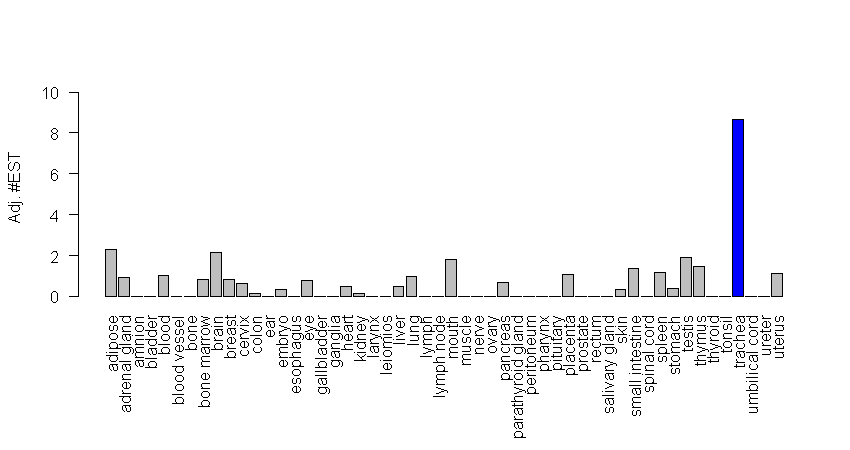 Adj. #EST
10
8
6
4
2
0
adipose
adrenal gland
amnion
bladder
blood
blood vessel
bone
bone marrow
brain
breast
cervix
colon
ear
embryo
esophagus
eye
gallbladder
ganglia
heart
kidney
larynx
leiomios
liver
lung
lymph
lymph node
mouth
muscle
nerve
ovary
pancreas
parathyroid gland
peritoneum
pharynx
pituitary
placenta
prostate
rectum
salivary gland
skin
small intestine
spinal cord
spleen
stomach
testis
thymus
thyroid
tonsil
trachea
umbilical cord
ureter
uterus